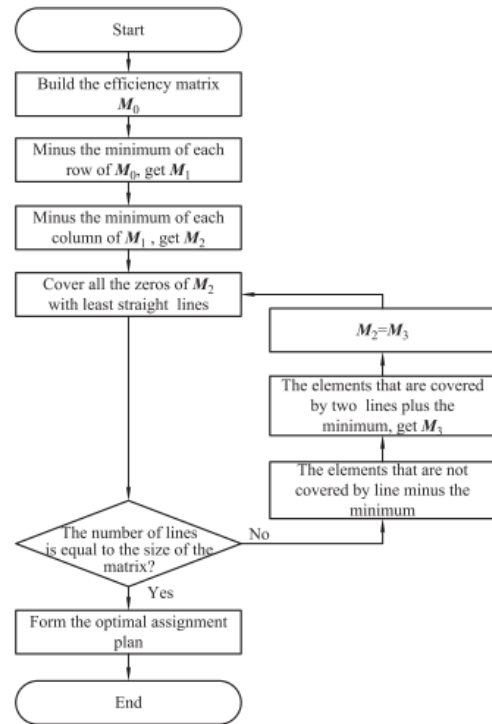 Start
Build the efficiency matrix
M₀
Minus the minimum of each
row of M₀, get M₁
Minus the minimum of each
column of M₁ , get M₂
Cover all the zeros of M₂
with least straight lines
M₂=M₃
The elements that are covered
by two lines plus the
minimum, get M₃
The elements that are not
covered by line minus the
minimum
The number of lines
is equal to the size of the
matrix?
No
Yes
Form the optimal assignment
plan
End